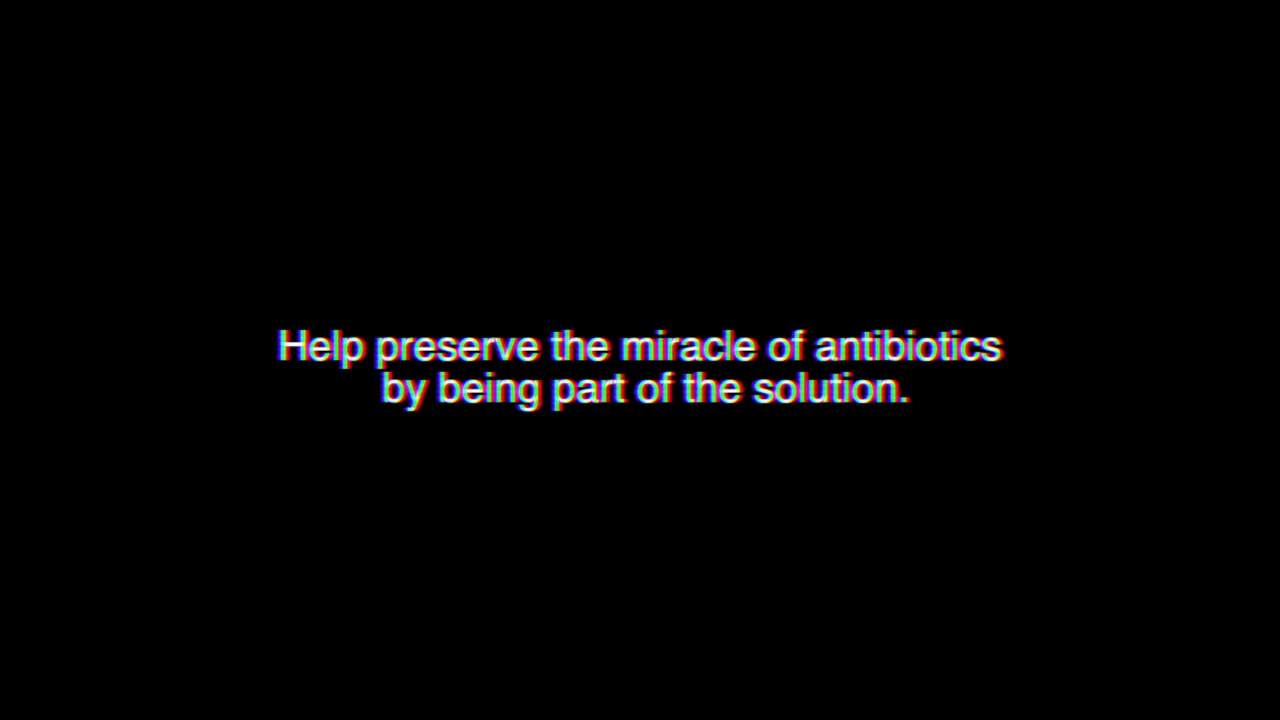 Help preserve the miracle of antibiotics
by being part of the solution.